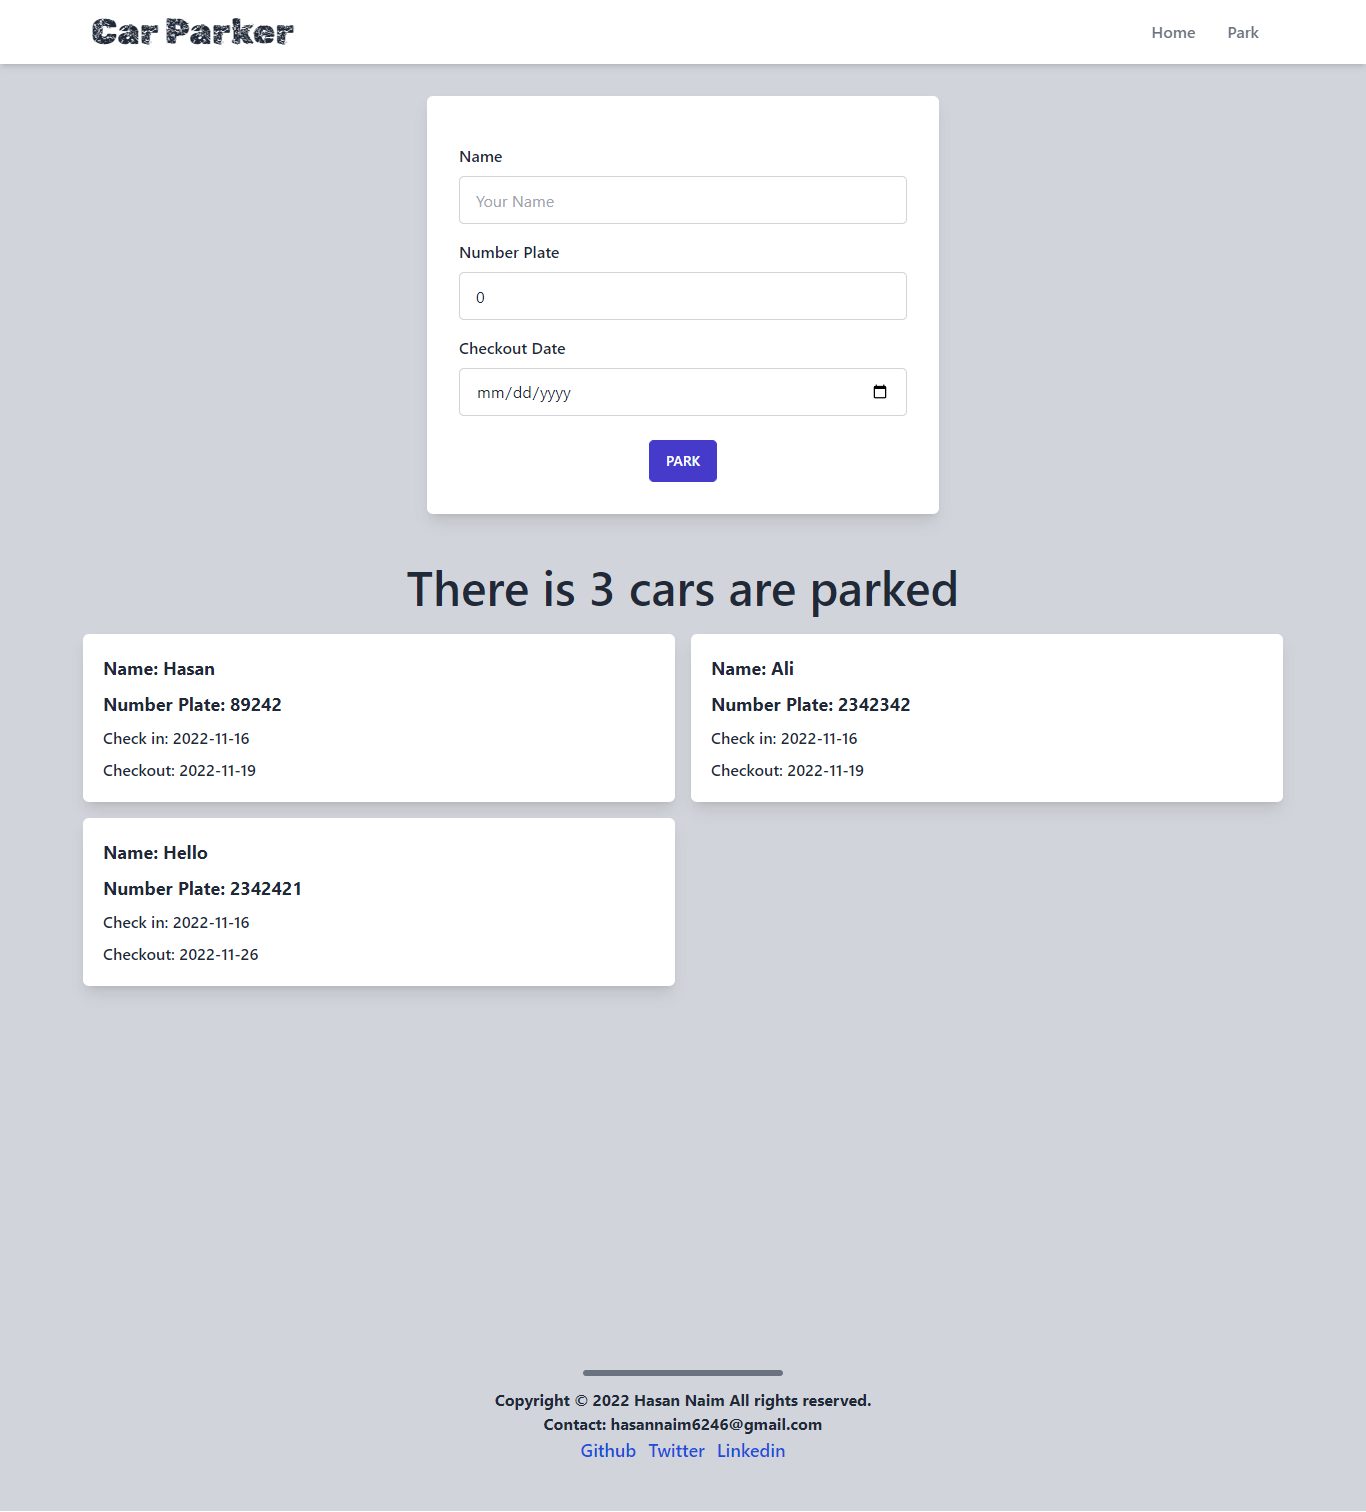 Car Parker
Home Park
Name
Your Name
Number Plate
0
Checkout Date
mm/dd/yyyy
PARK
There is 3 cars are parked
Name: Hasan
Number Plate: 89242
Check in: 2022-11-16
Checkout: 2022-11-19
Name: Ali
Number Plate: 2342342
Check in: 2022-11-16
Checkout: 2022-11-19
Name: Hello
Number Plate: 2342421
Check in: 2022-11-16
Checkout: 2022-11-26
Copyright © 2022 Hasan Naim All rights reserved.
Contact: hasannaim6246@gmail.com
Github Twitter Linkedin